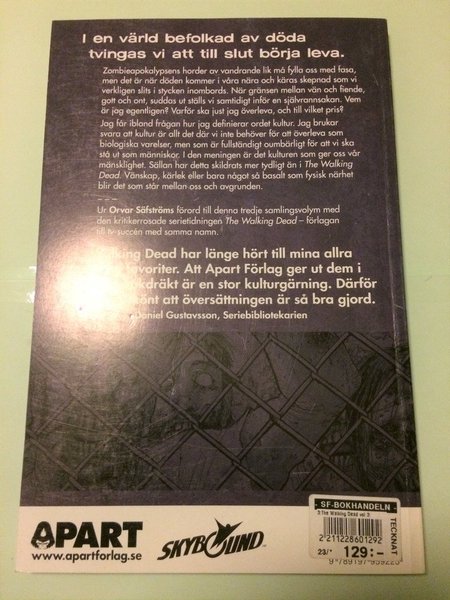 I en värld befolkad av döda
tvingas vi att till slut börja leva.
Zombieapokalypsens horder av vandrande lik må fylla oss med fasa,
men det är när döden kommer i våra nära och käras skepnad som vi
verkligen slits i stycken inombords. När gränsen mellan vän och fiende,
gott och ont, suddas ut ställs vi samtidigt inför en självrannsakan. Vem
är jag egentligen? Varför ska just jag överleva, och till vilket pris?
Jag får ibland frågan hur jag definierar ordet kultur. Jag brukar
svara att kultur är allt det där vi inte behöver för att överleva som
biologiska varelser, men som är fullständigt oumbärligt för att vi ska
stå ut som människor. I den meningen är det kulturen som ger oss vår
mänsklighet. Sällan har detta skildrats mer tydligt än i The Walking
Dead. Vänskap, kärlek eller bara något så basalt som fysisk närhet
blir det som står mellan oss och avgrunden.
– – –
Ur Orvar Säfströms förord till denna tredje samlingsvolym med
den kritikerrosade serietidningen The Walking Dead – förlagan
till tv-succén med samma namn.
Dead har länge hört till mina allra
favoriter. Att Apart Förlag ger ut dem i
är en stor kulturgärning. Därför
att översättningen är så bra gjord.
Daniel Gustavsson, Seriebibliotekarien
APART
www.apartforlag.se
SKYBOUND
SF-BOKHANDELN
3 The Walking Dead vol 3
2 211228 601292
23/* 129:-
TECKNAT